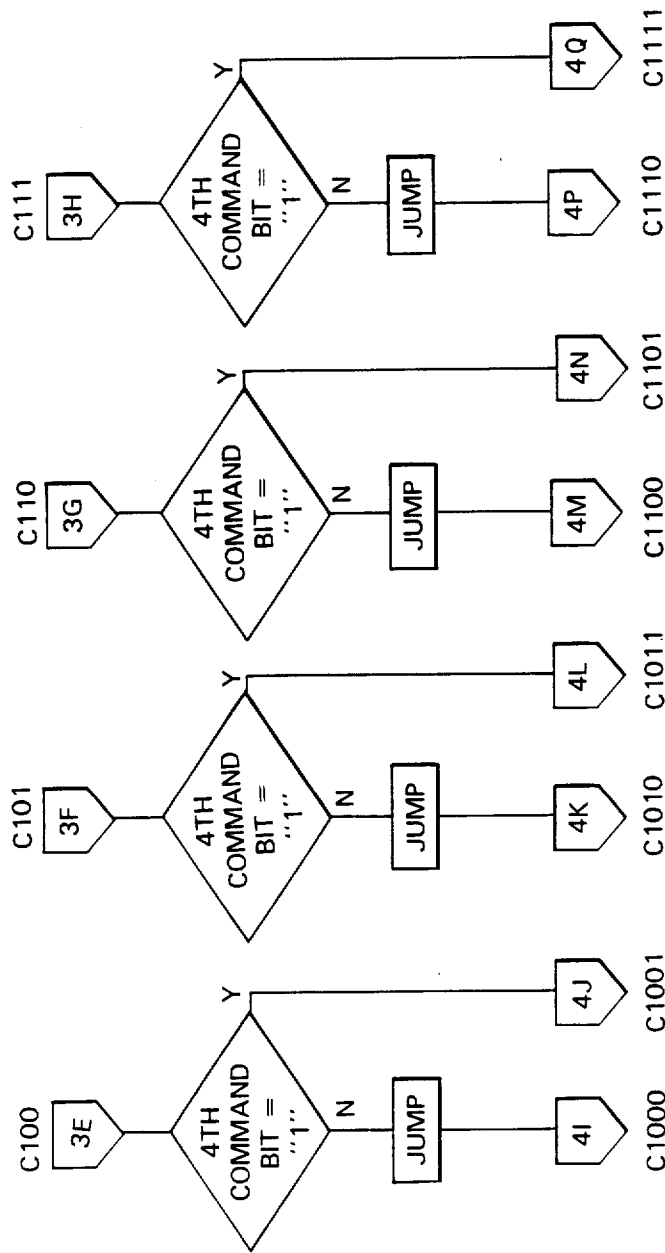 C100
3E
4TH
COMMAND
BIT =
"1"
Y
N
JUMP
4I
4J
C1000
C1001
C101
3F
4TH
COMMAND
BIT =
"1"
Y
N
JUMP
4K
4L
C1010
C1011
C110
3G
4TH
COMMAND
BIT =
"1"
Y
N
JUMP
4M
4N
C1100
C1101
C111
3H
4TH
COMMAND
BIT =
"1"
Y
N
JUMP
4P
4Q
C1110
C1111